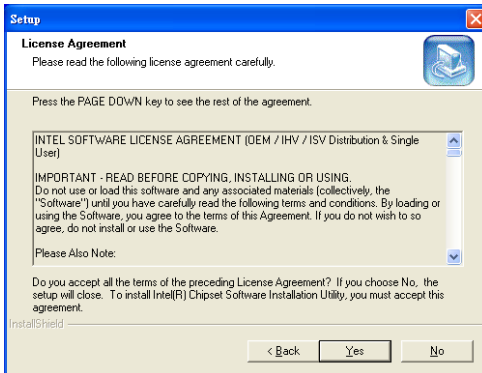 Setup
License Agreement
Please read the following license agreement carefully.
Press the PAGE DOWN key to see the rest of the agreement.
INTEL SOFTWARE LICENSE AGREEMENT (OEM / IHV / ISV Distribution & Single
User)
IMPORTANT - READ BEFORE COPYING, INSTALLING OR USING.
Do not use or load this software and any associated materials (collectively, the
"Software") until you have carefully read the following terms and conditions. By loading or
using the Software, you agree to the terms of this Agreement. If you do not wish to so
agree, do not install or use the Software.
Please Also Note:
Do you accept all the terms of the preceding License Agreement? If you choose No, the
setup will close. To install Intel(R) Chipset Software Installation Utility, you must accept this
agreement.
InstallShield
< Back Yes No